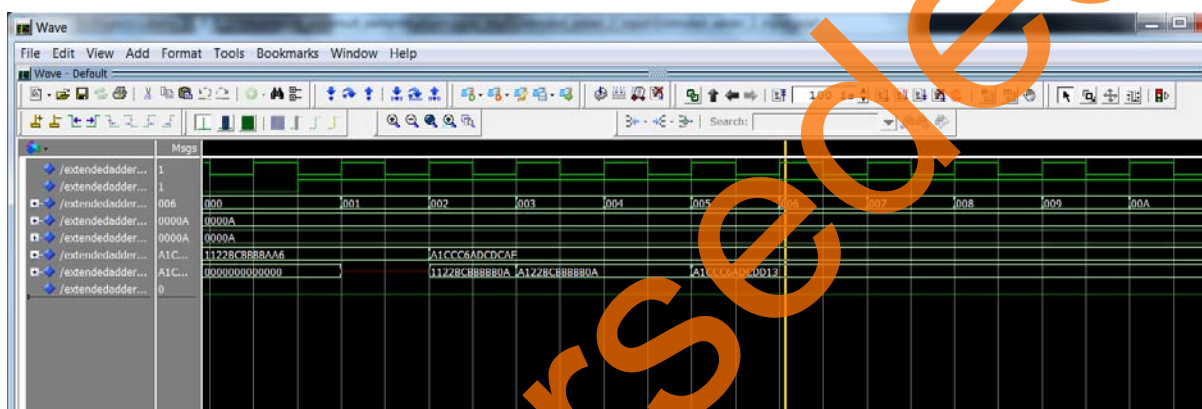 Wave
File Edit View Add Format Tools Bookmarks Window Help
Wave - Default
100
Search:
Msgs
/extendedadder... 1
/extendedadder... 1
/extendedadder... 006 000 001 002 003 004 005 006 007 008 009 00A
/extendedadder... 0000A 0000A
/extendedadder... 0000A 0000A
/extendedadder... A1C... 1122BCBBBBAA6 A1CCC6ADCDCAF
/extendedadder... A1C... 0000000000000 1122BCBBBBB0A A1122BCBBBBB0A A1CCC6ADCDD13
/extendedadder... 0